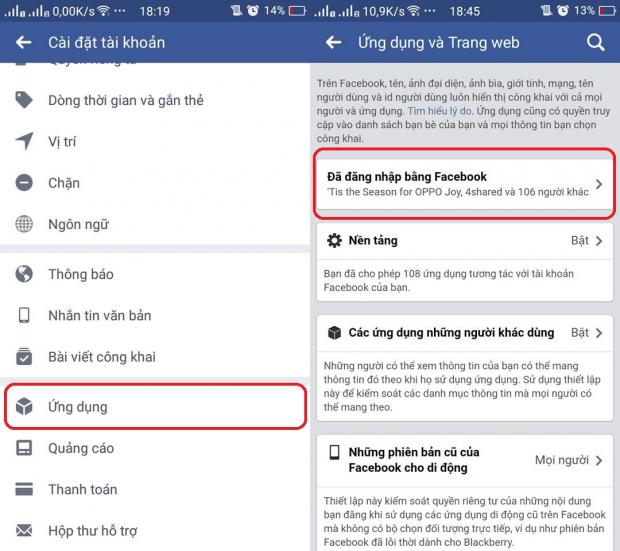 0,00K/s ··· 18:19 14%
Cài đặt tài khoản
Dòng thời gian và gắn thẻ
Vị trí
Chặn
Ngôn ngữ
Thông báo
Nhắn tin văn bản
Bài viết công khai
Ứng dụng
Quảng cáo
Thanh toán
Hộp thư hỗ trợ
10,9K/s ··· 18:45 13%
Ứng dụng và Trang web
Trên Facebook, tên, ảnh đại diện, ảnh bìa, giới tính, mạng, tên
người dùng và id người dùng luôn hiển thị công khai với cả mọi
người và ứng dụng. Tìm hiểu lý do. Ứng dụng cũng có quyền truy
cập vào danh sách bạn bè của bạn và mọi thông tin bạn chọn
công khai.
Đã đăng nhập bằng Facebook
'Tis the Season for OPPO Joy, 4shared và 106 người khác
Nền tảng Bật
Bạn đã cho phép 108 ứng dụng tương tác với tài khoản
Facebook của bạn.
Các ứng dụng những người khác dùng Bật
Những người có thể xem thông tin của bạn có thể mang
thông tin đó theo khi họ sử dụng ứng dụng. Sử dụng thiết lập
này để kiểm soát các danh mục thông tin mà mọi người có
thể mang theo.
Những phiên bản cũ của
Facebook cho di động Mọi người
Thiết lập này kiểm soát quyền riêng tư của những nội dung
bạn đăng khi sử dụng các ứng dụng di động cũ trên Facebook
mà không có bộ chọn đối tượng trực tiếp, ví dụ như phiên bản
Facebook đã lỗi thời dành cho Blackberry.